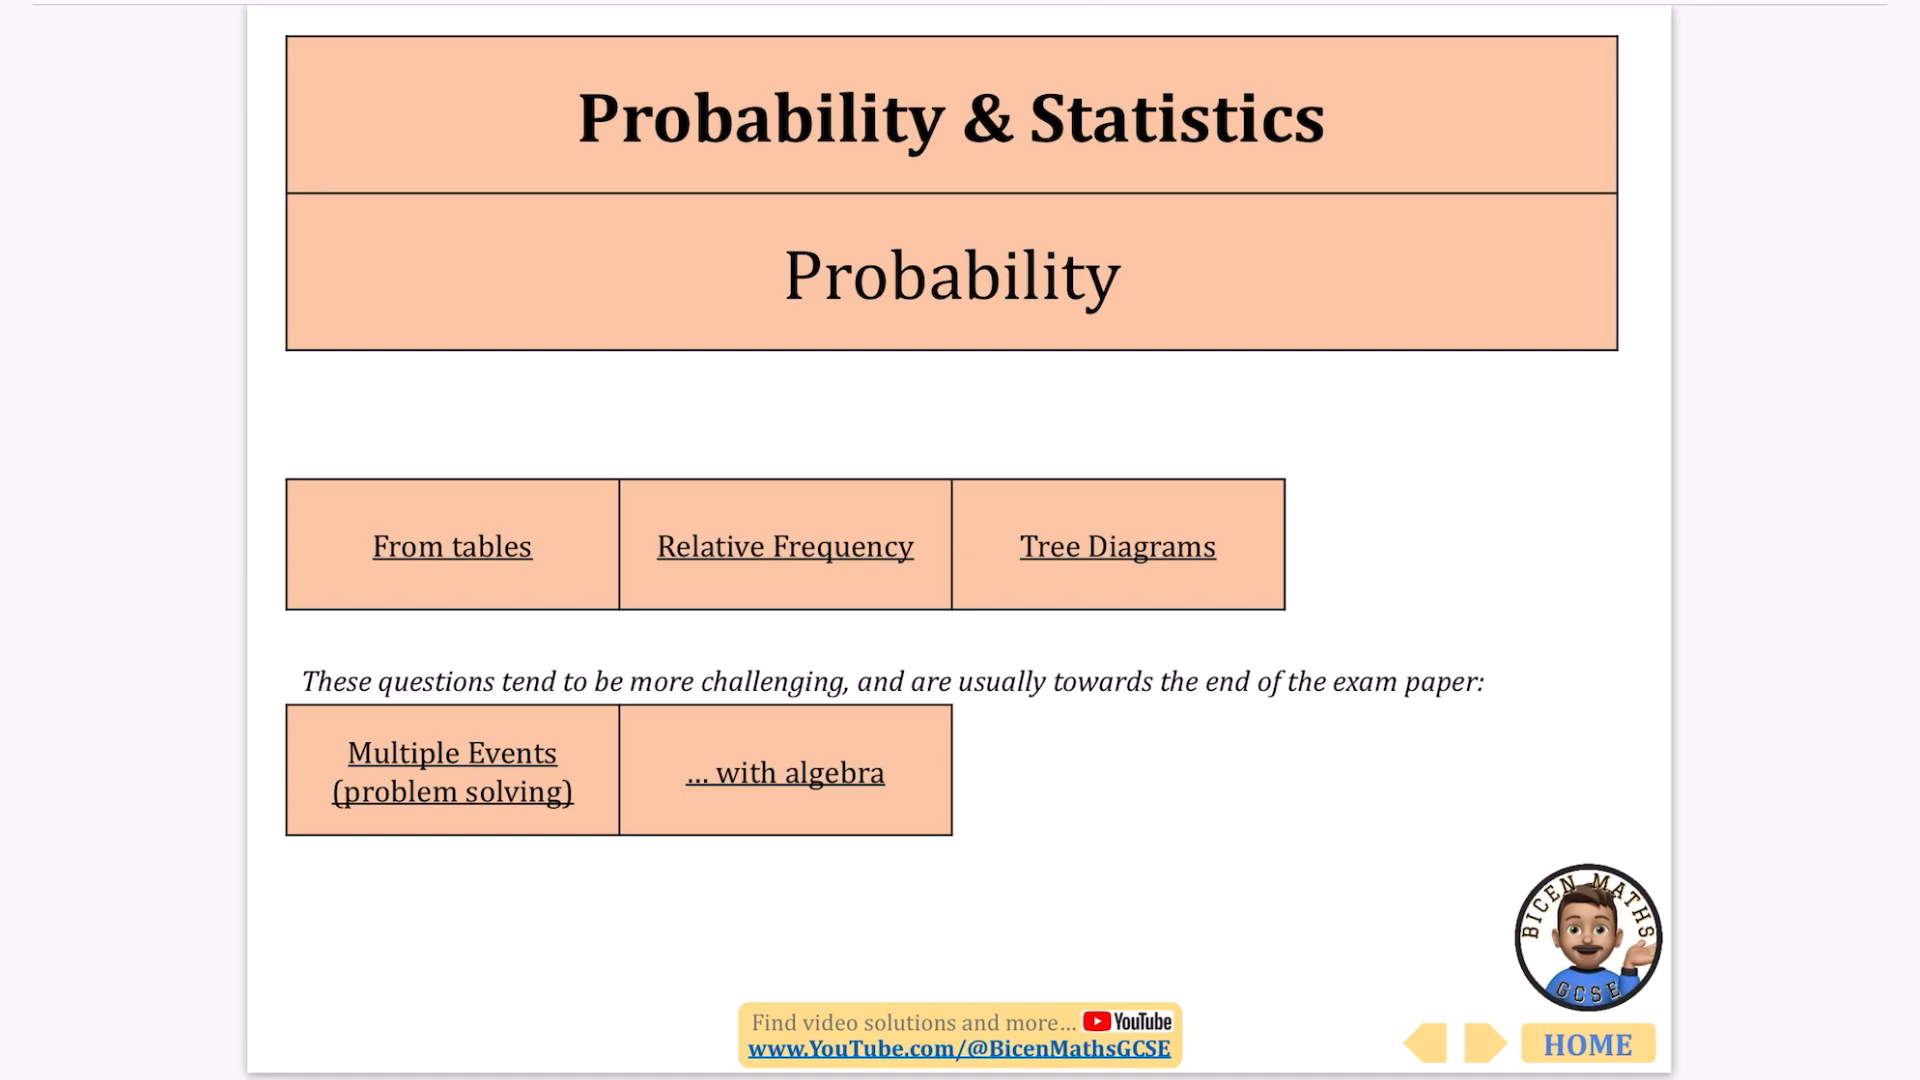 Probability & Statistics
Probability
From tables
Relative Frequency
Tree Diagrams
These questions tend to be more challenging, and are usually towards the end of the exam paper:
Multiple Events
(problem solving)
... with algebra
BICEN MATHS
GCSE
Find video solutions and more... YouTube
www.YouTube.com/@BicenMathsGCSE
HOME